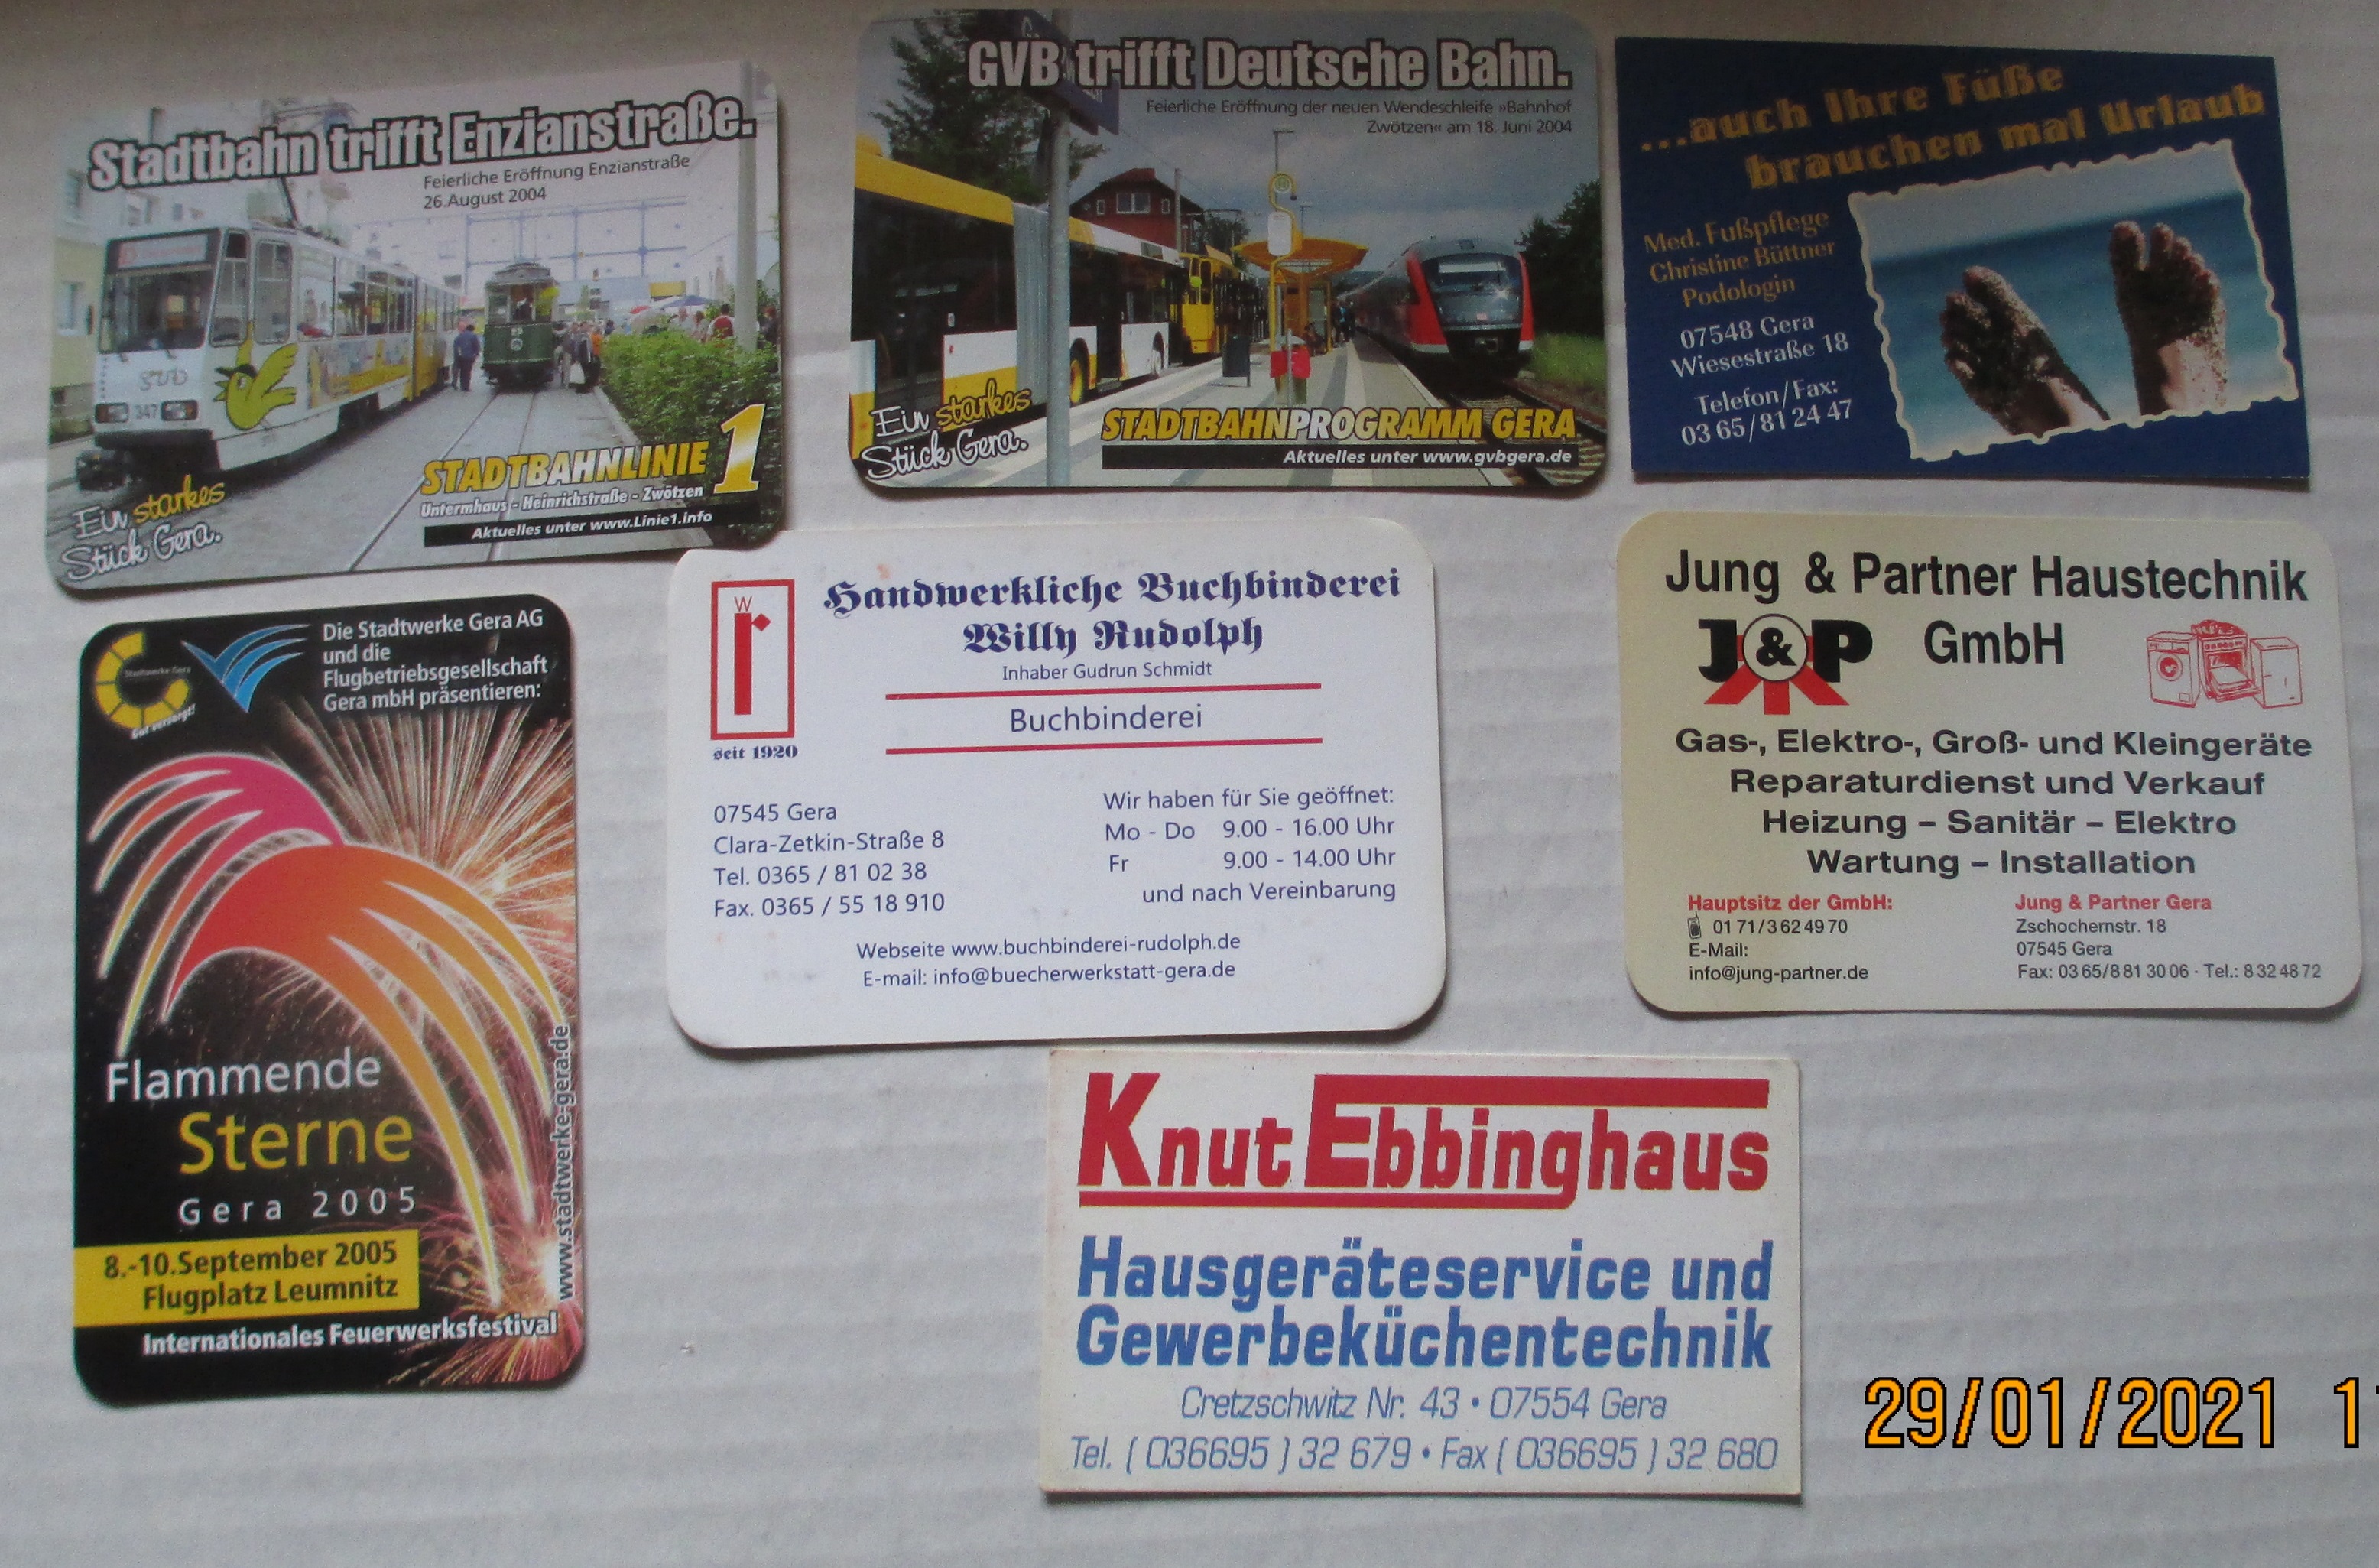 Stadtbahn trifft Enzianstraße.
Feierliche Eröffnung Enzianstraße
26.August 2004
347
Ein starkes
Stück Gera.
STADTBAHNLINIE 1
Untermhaus - Heinrichstraße - Zwötzen
Aktuelles unter www.Linie1.info
GVB trifft Deutsche Bahn.
Feierliche Eröffnung der neuen Wendeschleife »Bahnhof
Zwötzen« am 18. Juni 2004
Ein starkes
Stück Gera.
STADTBAHNPROGRAMM GERA
Aktuelles unter www.gvbgera.de
...auch Ihre Füße
brauchen mal Urlaub
Med. Fußpflege
Christine Büttner
Podologin
07548 Gera
Wiesestraße 18
Telefon/Fax:
03 65/81 24 47
Stadtwerke Gera
Gut versorgt!
Die Stadtwerke Gera AG
und die
Flugbetriebsgesellschaft
Gera mbH präsentieren:
Flammende
Sterne
Gera 2005
8.-10.September 2005
Flugplatz Leumnitz
Internationales Feuerwerksfestival
www.stadtwerke-gera.de
W
r
seit 1920
Handwerkliche Buchbinderei
Willy Rudolph
Inhaber Gudrun Schmidt
Buchbinderei
07545 Gera
Clara-Zetkin-Straße 8
Tel. 0365 / 81 02 38
Fax. 0365 / 55 18 910
Wir haben für Sie geöffnet:
Mo - Do 9.00 - 16.00 Uhr
Fr 9.00 - 14.00 Uhr
und nach Vereinbarung
Webseite www.buchbinderei-rudolph.de
E-mail: info@buecherwerkstatt-gera.de
Jung & Partner Haustechnik
J&P GmbH
Gas-, Elektro-, Groß- und Kleingeräte
Reparaturdienst und Verkauf
Heizung – Sanitär – Elektro
Wartung – Installation
Hauptsitz der GmbH:
01 71/3 62 49 70
E-Mail:
info@jung-partner.de
Jung & Partner Gera
Zschochernstr. 18
07545 Gera
Fax: 03 65/8 81 30 06 · Tel.: 8 32 48 72
Knut Ebbinghaus
Hausgeräteservice und
Gewerbeküchentechnik
Cretzschwitz Nr. 43 • 07554 Gera
Tel. ( 036695 ) 32 679 • Fax ( 036695 ) 32 680
29/01/2021 1